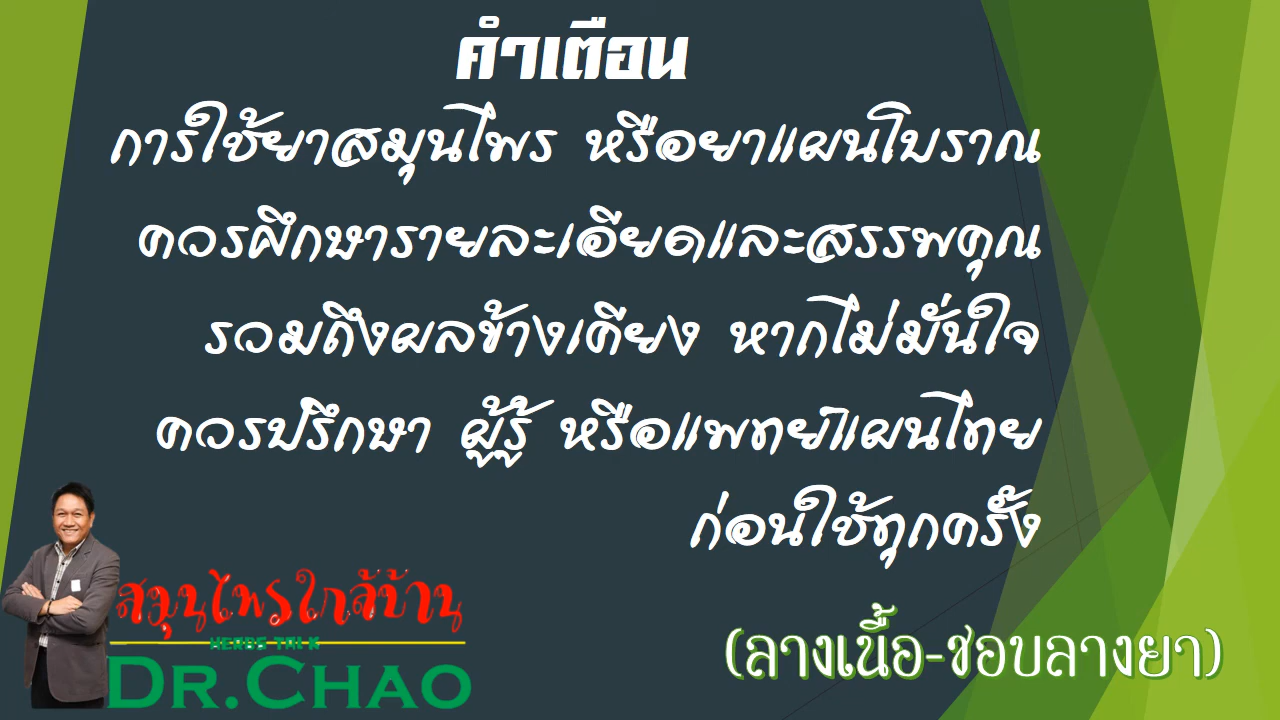 คำเตือน
การใช้ยาสมุนไพร หรือยาแผนโบราณ
ควรศึกษารายละเอียดและสรรพคุณ
รวมถึงผลข้างเคียง หากไม่มั่นใจ
ควรปรึกษา ผู้รู้ หรือแพทย์แผนไทย
ก่อนใช้ทุกครั้ง
สมุนไพรใกล้บ้าน
HERBS TALK
DR.CHAO
(ลางเนื้อ-ชอบลางยา)